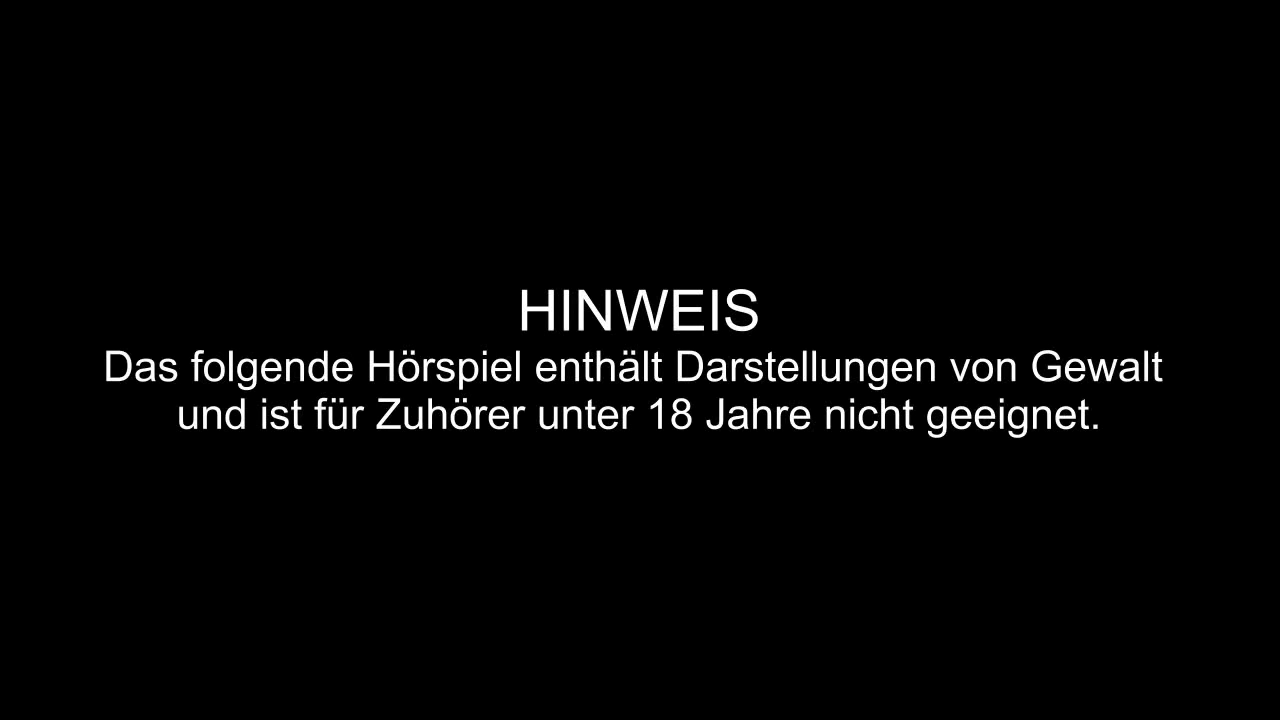 HINWEIS
Das folgende Hörspiel enthält Darstellungen von Gewalt
und ist für Zuhörer unter 18 Jahre nicht geeignet.